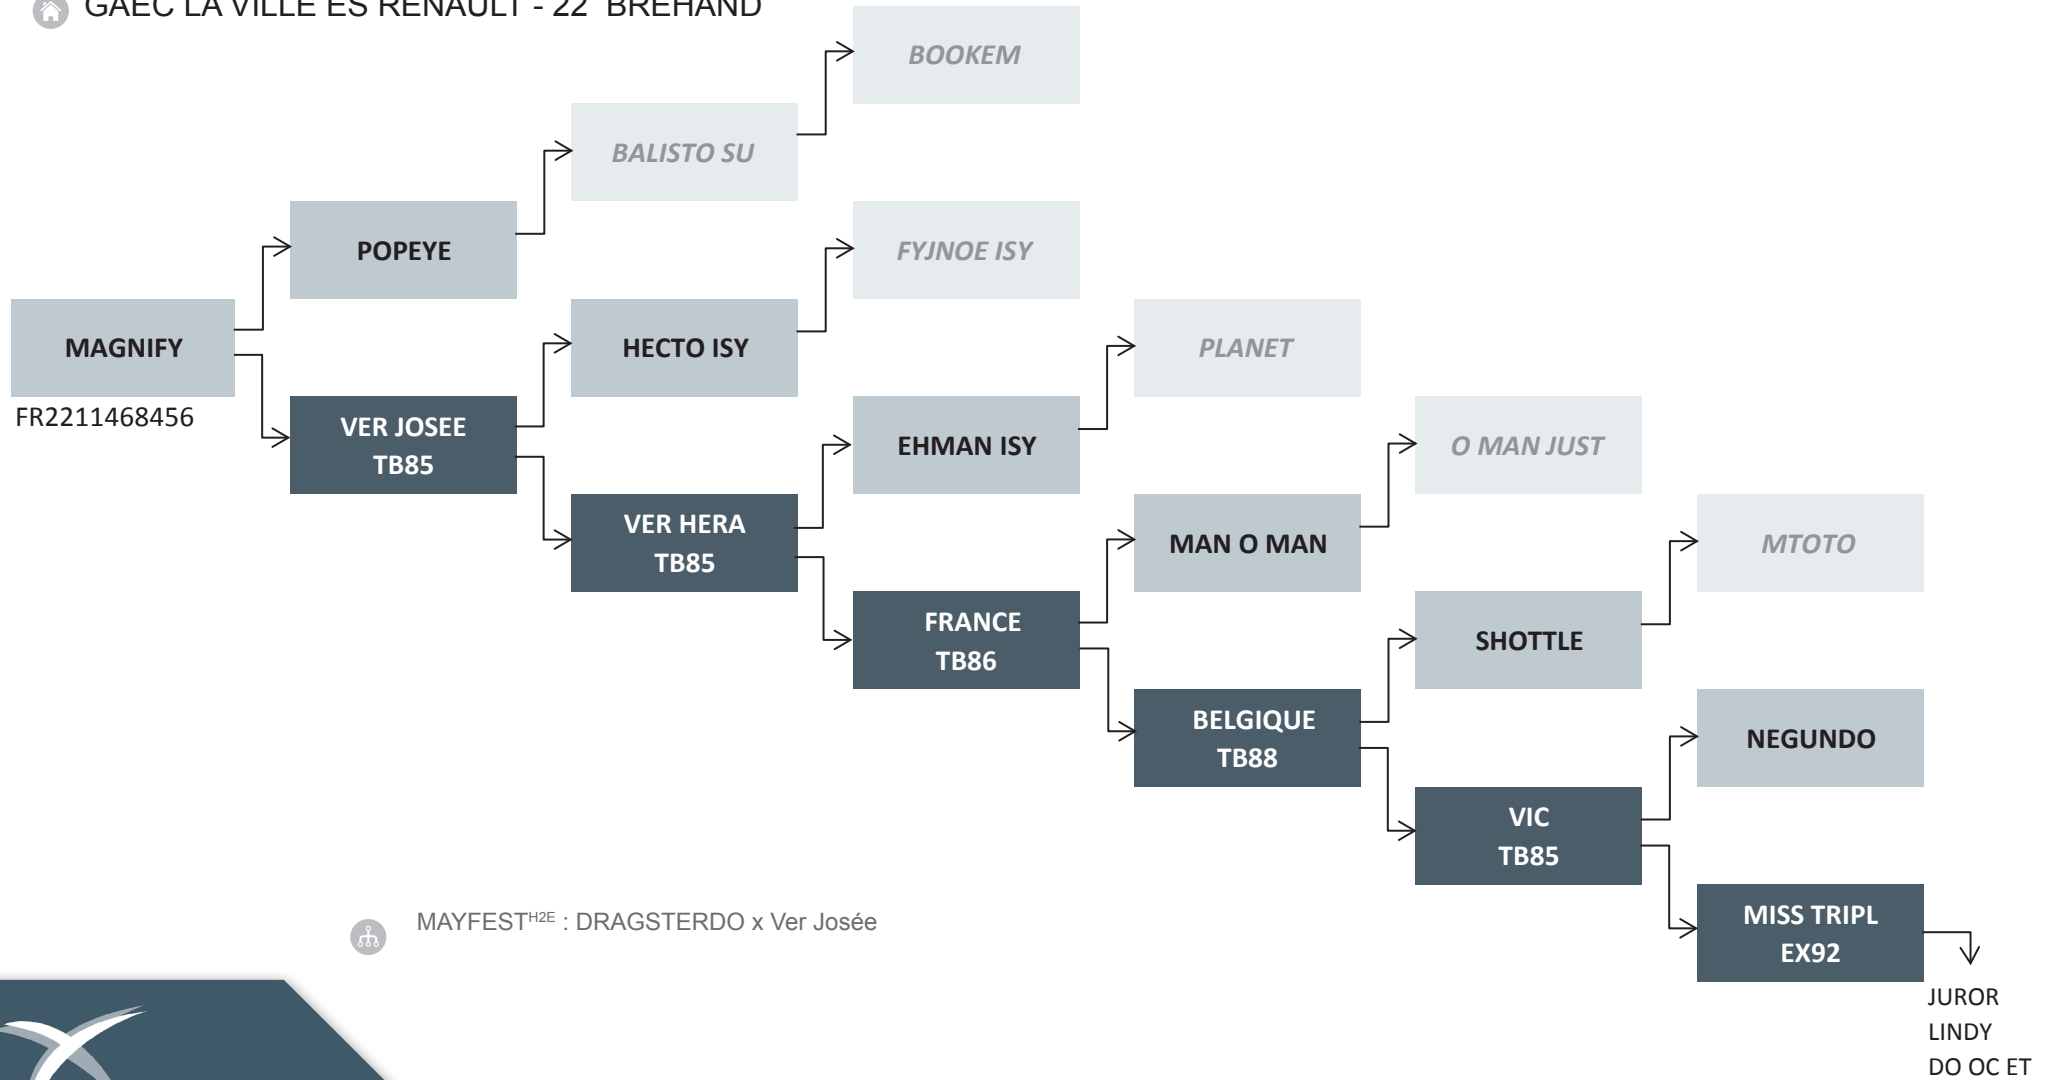 GAEC LA VILLE ES RENAULT - 22 BREHAND
BOOKEM
BALISTO SU
POPEYE
FYJNOE ISY
MAGNIFY
FR2211468456
HECTO ISY
PLANET
VER JOSEE
TB85
EHMAN ISY
O MAN JUST
VER HERA
TB85
MAN O MAN
MTOTO
FRANCE
TB86
SHOTTLE
BELGIQUE
TB88
NEGUNDO
VIC
TB85
MISS TRIPL
EX92
MAYFESTH2E : DRAGSTERDO x Ver Josée
JUROR
LINDY
DO OC ET